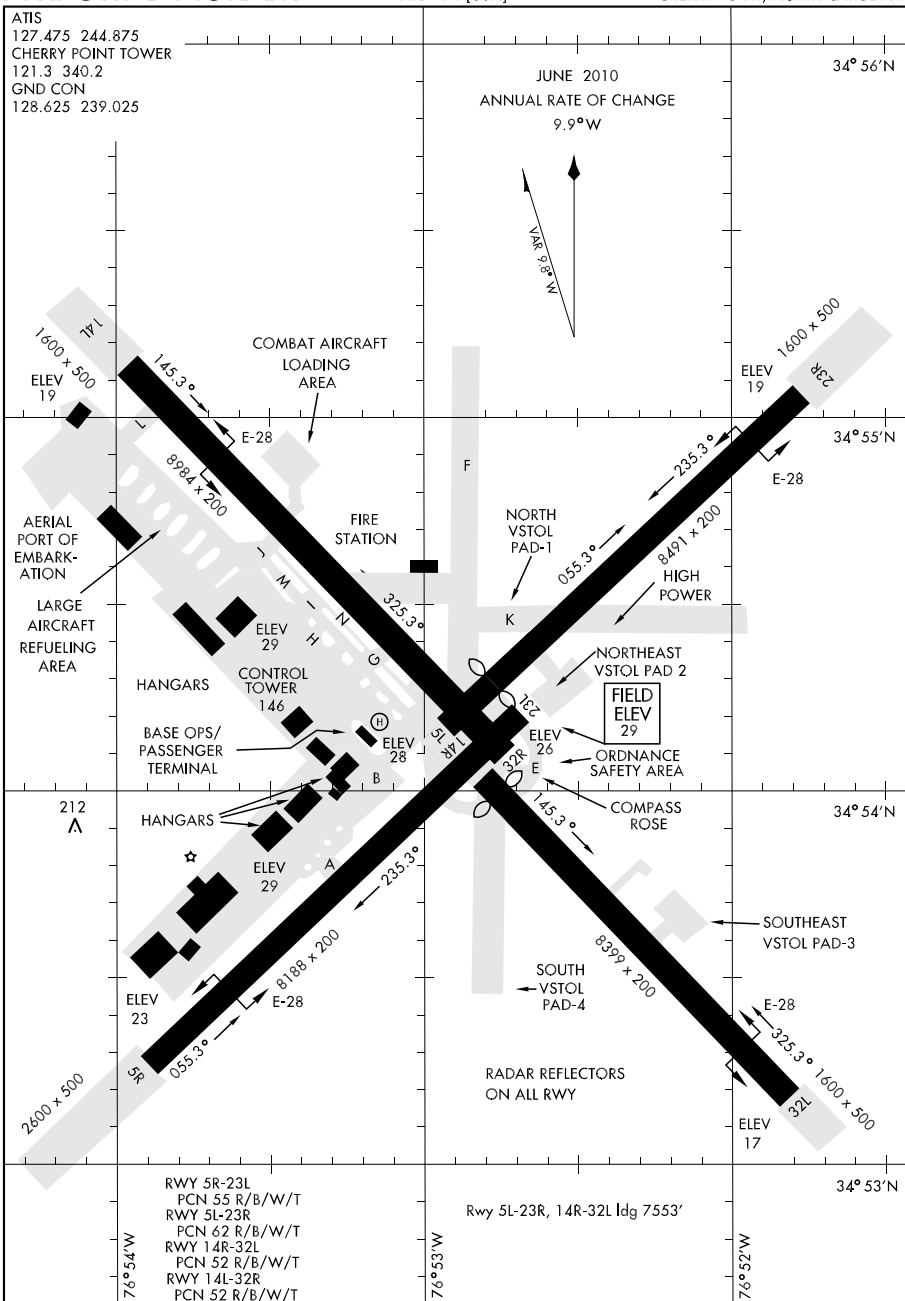 ATIS
127.475 244.875
CHERRY POINT TOWER
121.3 340.2
GND CON
128.625 239.025
JUNE 2010
ANNUAL RATE OF CHANGE
9.9° W
VAR 9.8° W
34° 56'N
14L
1600 x 500
ELEV
19
145.3°
COMBAT AIRCRAFT
LOADING
AREA
1600 x 500
23R
ELEV
19
L
E-28
8984 x 200
34° 55'N
235.3°
E-28
F
AERIAL
PORT OF
EMBARK-
ATION
FIRE
STATION
NORTH
VSTOL
PAD-1
055.3°
8491 x 200
J
W
I
N
H
G
325.3°
LARGE
AIRCRAFT
REFUELING
AREA
HIGH
POWER
K
ELEV
29
NORTHEAST
VSTOL PAD 2
HANGARS
CONTROL
TOWER
146
FIELD
ELEV
29
23L
H
BASE OPS/
PASSENGER
TERMINAL
ELEV
28
5L
14R
ELEV
26
32R
E
ORDNANCE
SAFETY AREA
B
COMPASS
ROSE
34° 54'N
212
HANGARS
145.3°
ELEV
29
A
235.3°
SOUTHEAST
VSTOL PAD-3
8188 x 200
8399 x 200
SOUTH
VSTOL
PAD-4
ELEV
23
E-28
E-28
055.3°
325.3°
5R
2600 x 500
RADAR REFLECTORS
ON ALL RWY
1600 x 500
32L
ELEV
17
34° 53'N
RWY 5R-23L
PCN 55 R/B/W/T
RWY 5L-23R
PCN 62 R/B/W/T
RWY 14R-32L
PCN 52 R/B/W/T
RWY 14L-32R
PCN 52 R/B/W/T
Rwy 5L-23R, 14R-32L ldg 7553'
76° 54'W
76° 53'W
76° 52'W